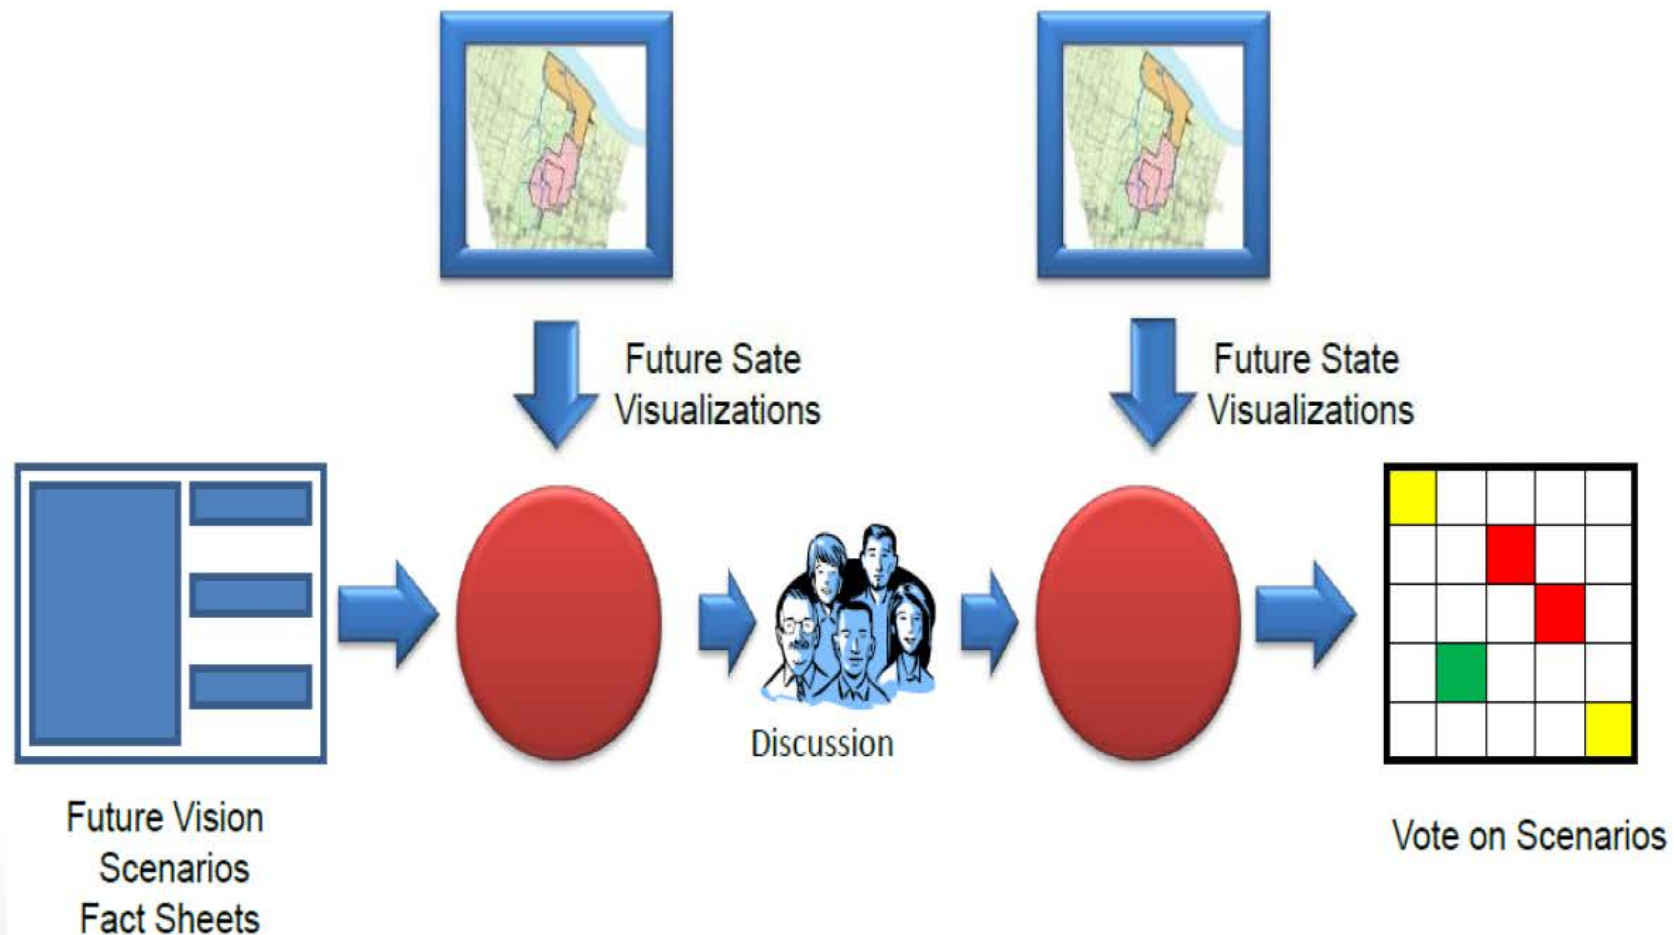 Future Sate
Visualizations
Future State
Visualizations
Discussion
Future Vision
Scenarios
Fact Sheets
Vote on Scenarios